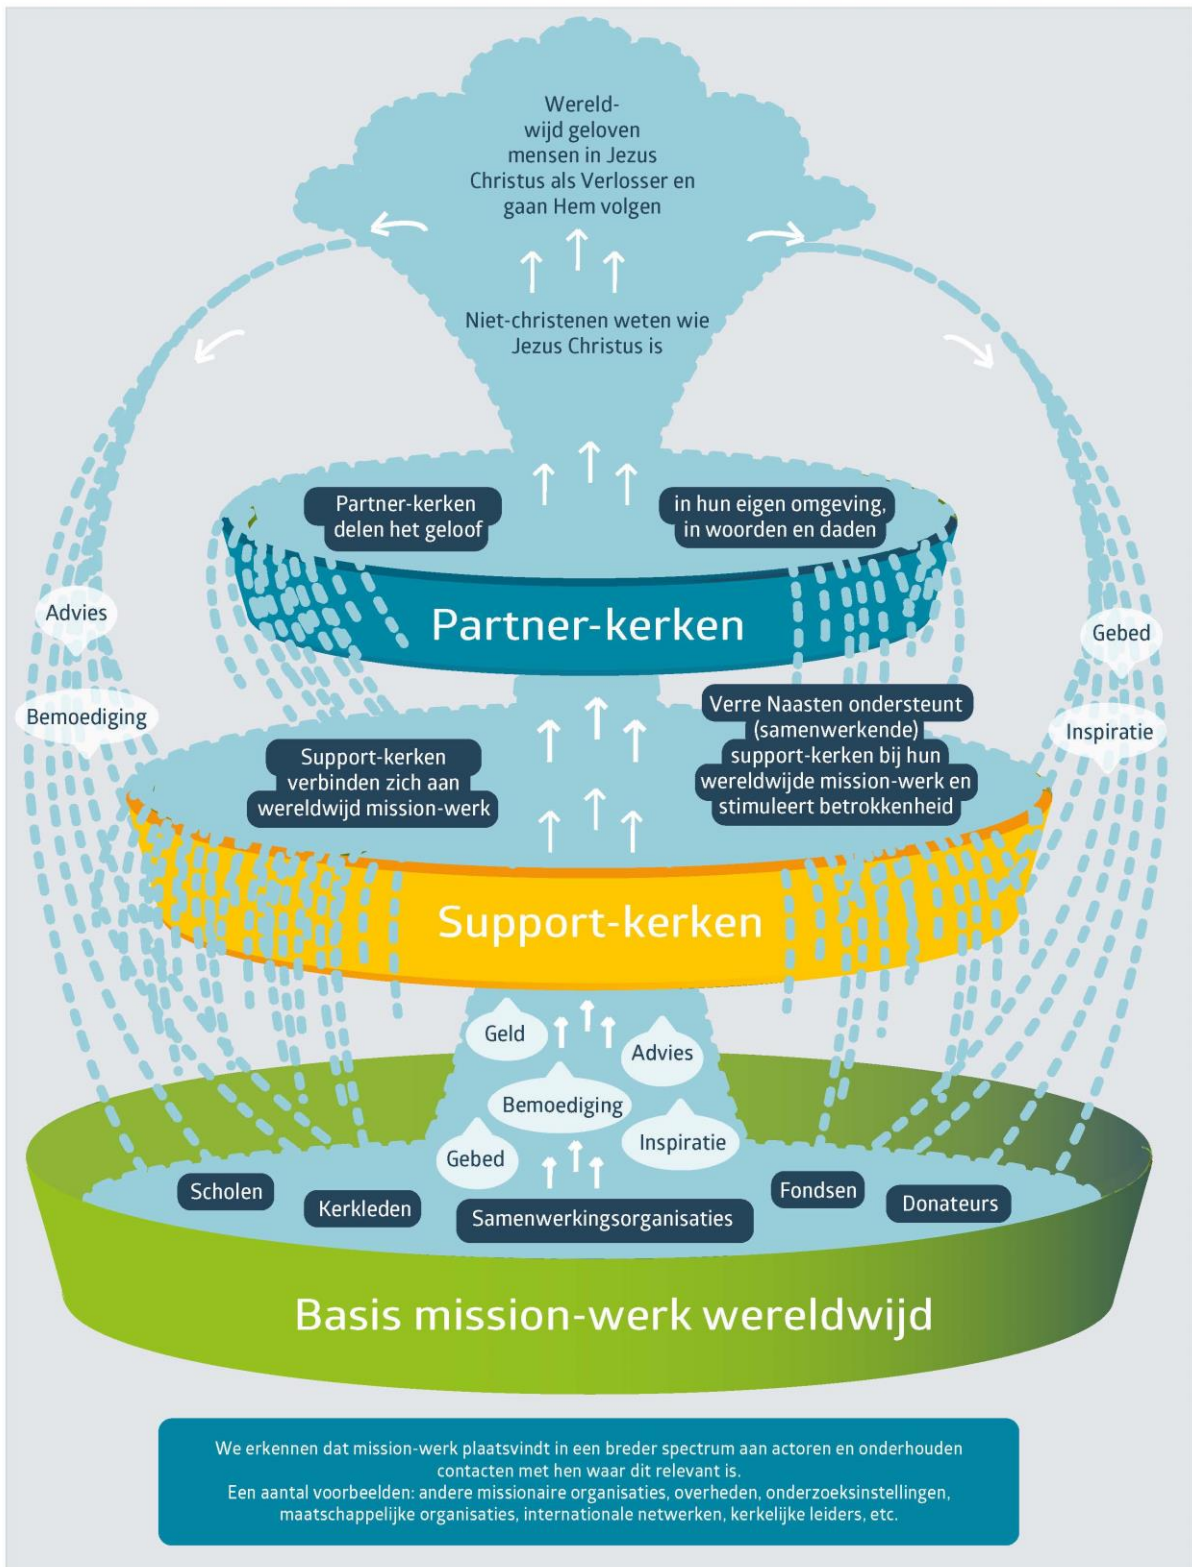 Wereld-
wijd geloven
mensen in Jezus
Christus als Verlosser en
gaan Hem volgen
Niet-christenen weten wie
Jezus Christus is
Partner-kerken
delen het geloof
in hun eigen omgeving,
in woorden en daden
Partner-kerken
Advies
Bemoediging
Gebed
Inspiratie
Support-kerken
verbinden zich aan
wereldwijd mission-werk
Verre Naasten ondersteunt
(samenwerkende)
support-kerken bij hun
wereldwijde mission-werk en
stimuleert betrokkenheid
Support-kerken
Geld
Advies
Bemoediging
Inspiratie
Gebed
Scholen
Kerkleden
Samenwerkingsorganisaties
Fondsen
Donateurs
Basis mission-werk wereldwijd
We erkennen dat mission-werk plaatsvindt in een breder spectrum aan actoren en onderhouden
contacten met hen waar dit relevant is.
Een aantal voorbeelden: andere missionaire organisaties, overheden, onderzoeksinstellingen,
maatschappelijke organisaties, internationale netwerken, kerkelijke leiders, etc.